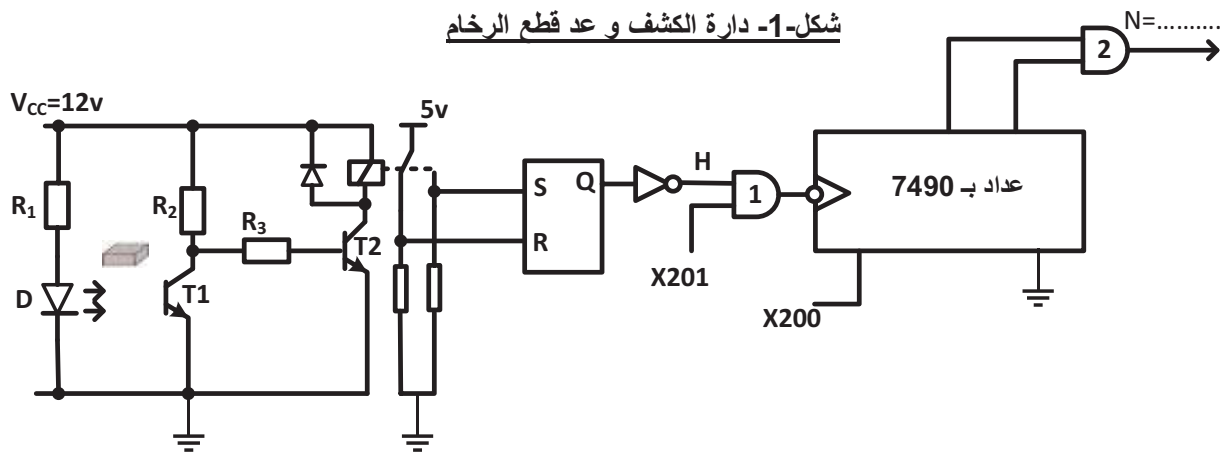 شكل-1- دارة الكشف و عد قطع الرخام
N=..........
2
V_CC=12v
5v
R₁
R₂
R₃
D
T1
T2
S
Q
R
H
1
X201
عداد بـ 7490
X200